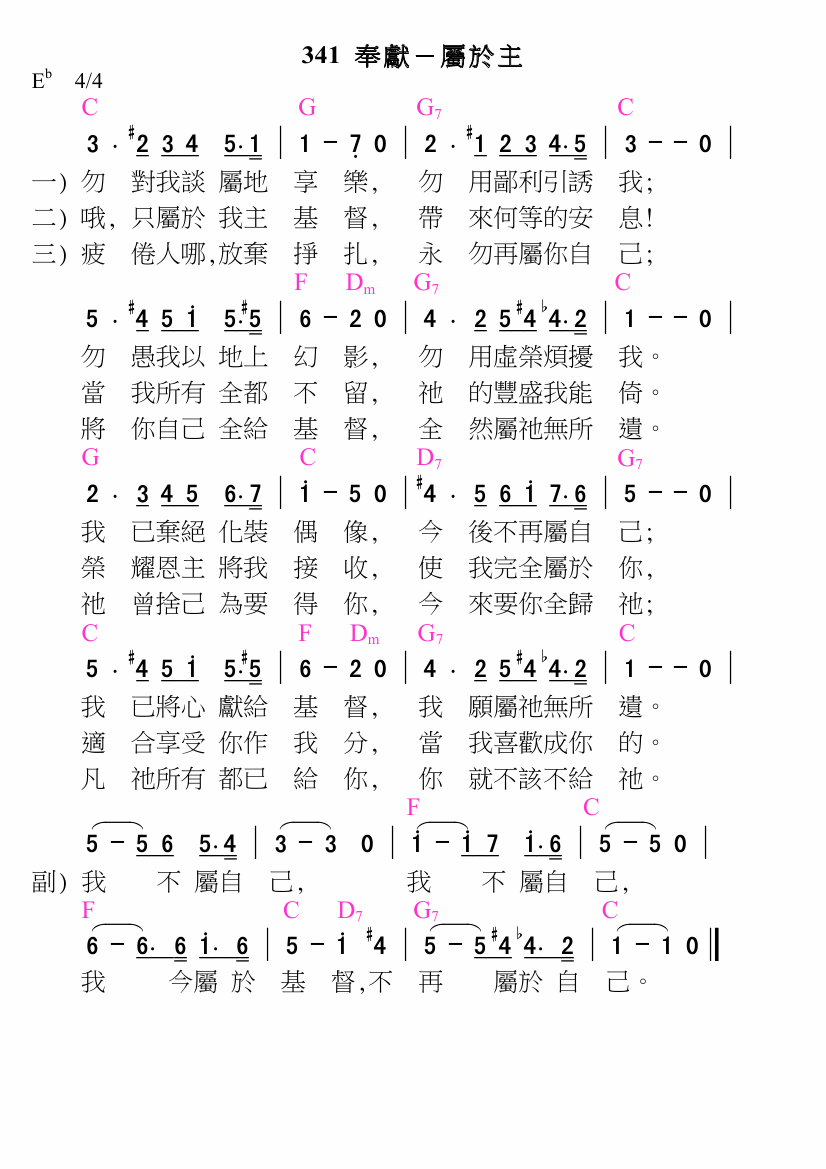 341 奉獻－屬於主
E♭ 4/4
C G G7 C
3 . #2 3 4 5.1 | 1 － 7 0 | 2 . #1 2 3 4.5 | 3 － － 0 |
一) 勿 對我談 屬地 享 樂, 勿 用鄙利引誘 我;
二) 哦, 只屬於 我主 基 督, 帶 來何等的安 息!
三) 疲 倦人哪,放棄 掙 扎, 永 勿再屬你自 己;
F Dm G7 C
5 . #4 5 i 5.#5 | 6 － 2 0 | 4 . 2 5 #4 ♭4.2 | 1 － － 0 |
勿 愚我以 地上 幻 影, 勿 用虛榮煩擾 我。
當 我所有 全都 不 留, 祂 的豐盛我能 倚。
將 你自己 全給 基 督, 全 然屬祂無所 遺。
G C D7 G7
2 . 3 4 5 6.7 | i － 5 0 | #4 . 5 6 i 7.6 | 5 － － 0 |
我 已棄絕 化裝 偶 像, 今 後不再屬自 己;
榮 耀恩主 將我 接 收, 使 我完全屬於 你,
祂 曾捨己 為要 得 你, 今 來要你全歸 祂;
C F Dm G7 C
5 . #4 5 i 5.#5 | 6 － 2 0 | 4 . 2 5 #4 ♭4.2 | 1 － － 0 |
我 已將心 獻給 基 督, 我 願屬祂無所 遺。
適 合享受 你作 我 分, 當 我喜歡成你 的。
凡 祂所有 都已 給 你, 你 就不該不給 祂。
F C
5 － 5 6 5.4 | 3 － 3 0 | i － i 7 i.6 | 5 － 5 0 |
副) 我 不 屬自 己, 我 不 屬自 己,
F C D7 G7 C
6 － 6. 6 i. 6 | 5 － i #4 | 5 － 5 #4 ♭4. 2 | 1 － 1 0 ||
我 今屬 於 基 督,不 再 屬於 自 己。